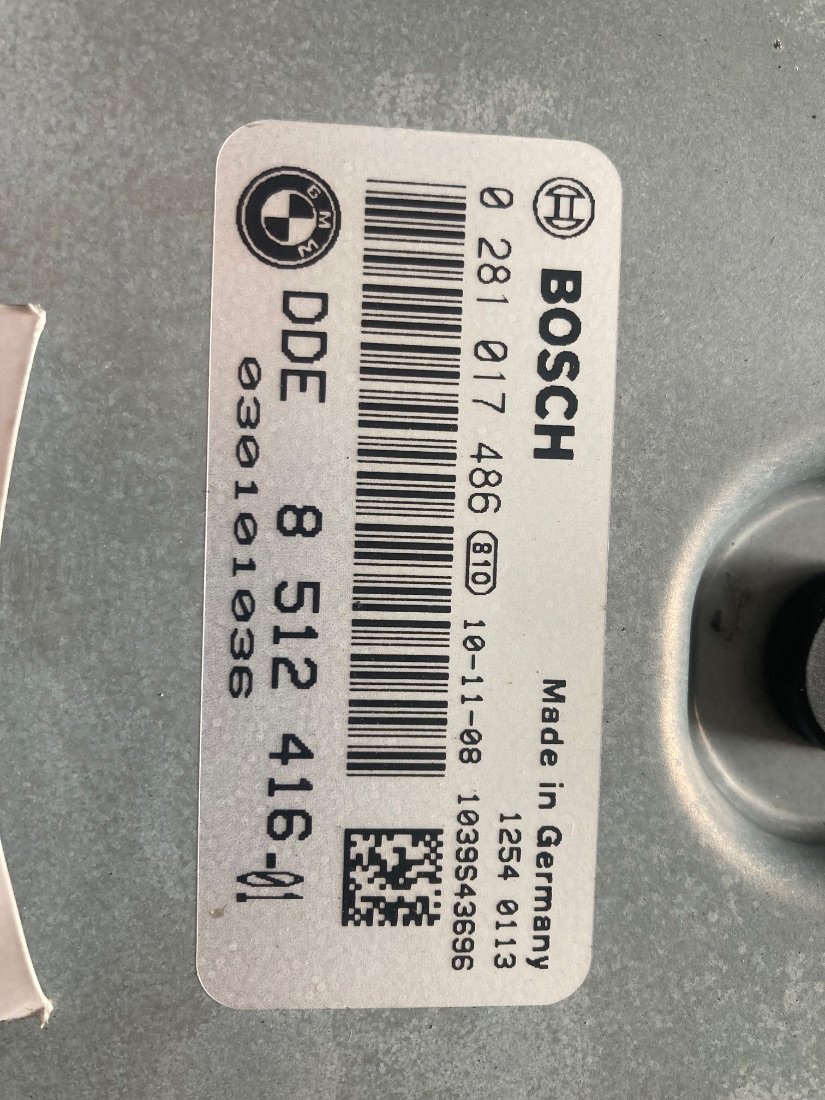 BOSCH Made in Germany
1254 0113
0 281 017 486 810 10-11-08 1039S43696
BMW DDE 8 512 416-01
030101036